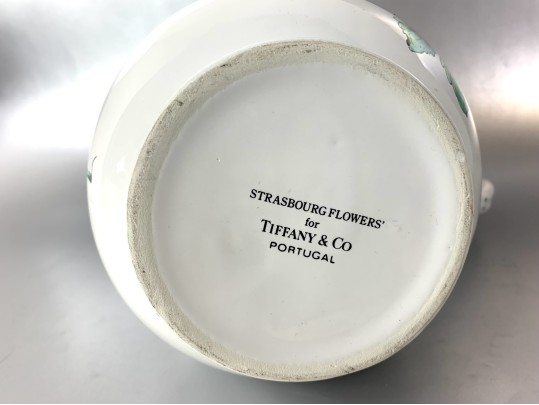 STRASBOURG FLOWERS'
for
TIFFANY & CO
PORTUGAL